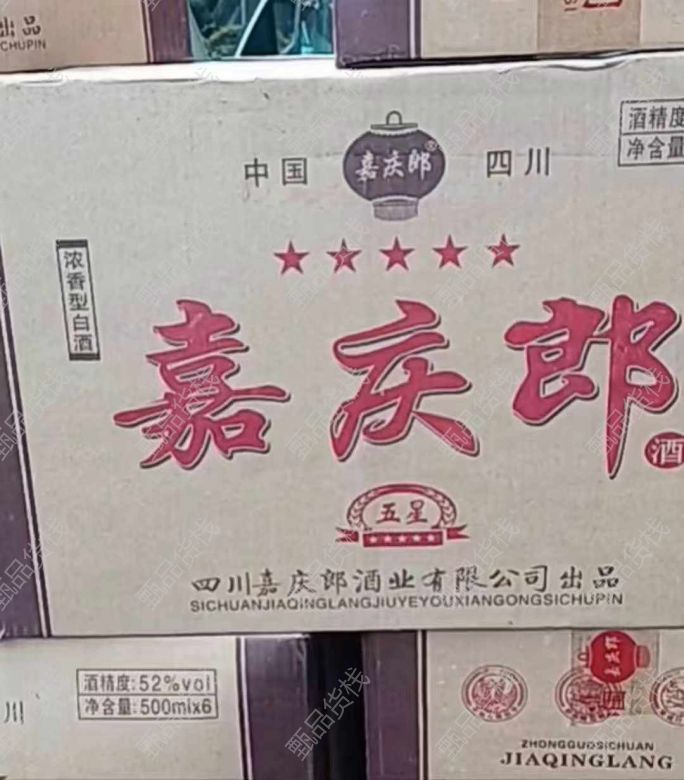 出品
CHUPIN
中国
嘉庆郎®
四川
酒精度
净含量
浓香型白酒
嘉庆郎
酒
五星
四川嘉庆郎酒业有限公司出品
SICHUANJIAQINGLANGJIUYEYOUXIANGONGSICHUPIN
川
酒精度:52%vol
净含量:500mlx6
嘉庆郎
ZHONGGUOSICHUAN
JIAQINGLANG
甄品货栈